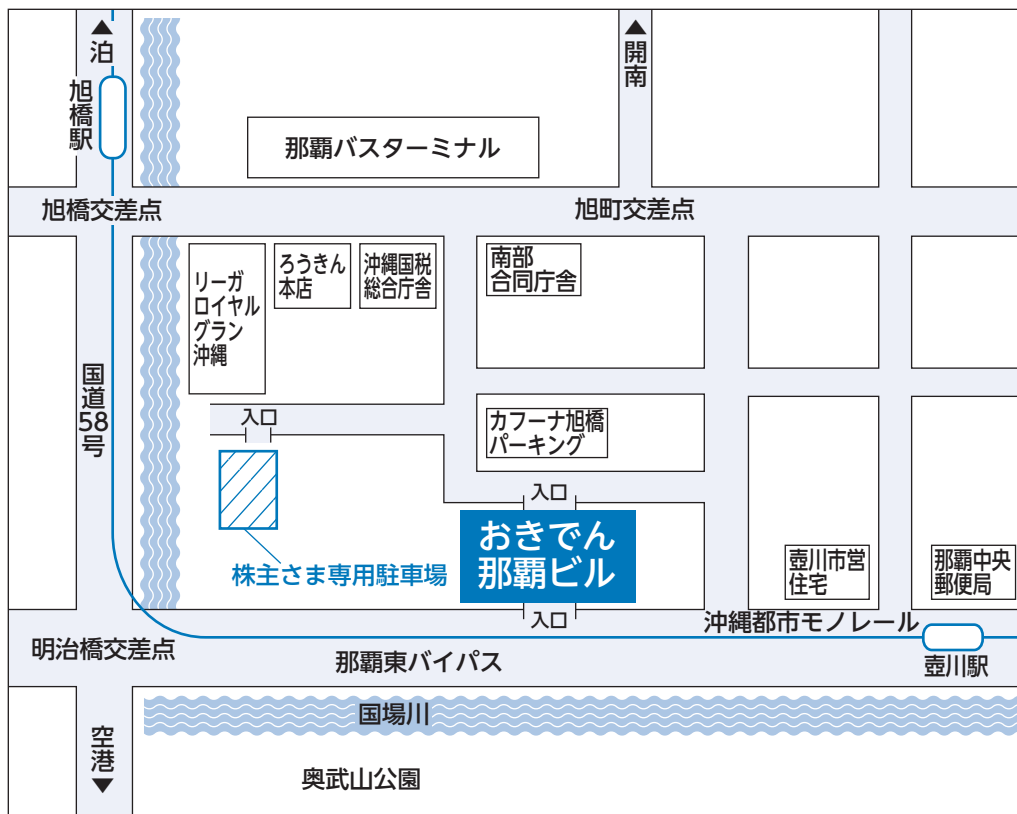 ▲
泊
▲
開南
旭橋駅
那覇バスターミナル
旭橋交差点
旭町交差点
リーガ
ロイヤル
グラン
沖縄
ろうきん
本店
沖縄国税
総合庁舎
南部
合同庁舎
国道58号
入口
カフーナ旭橋
パーキング
入口
おきでん
那覇ビル
株主さま専用駐車場
壺川市営
住宅
那覇中央
郵便局
入口
沖縄都市モノレール
明治橋交差点
那覇東バイパス
壺川駅
国場川
空港
▼
奥武山公園